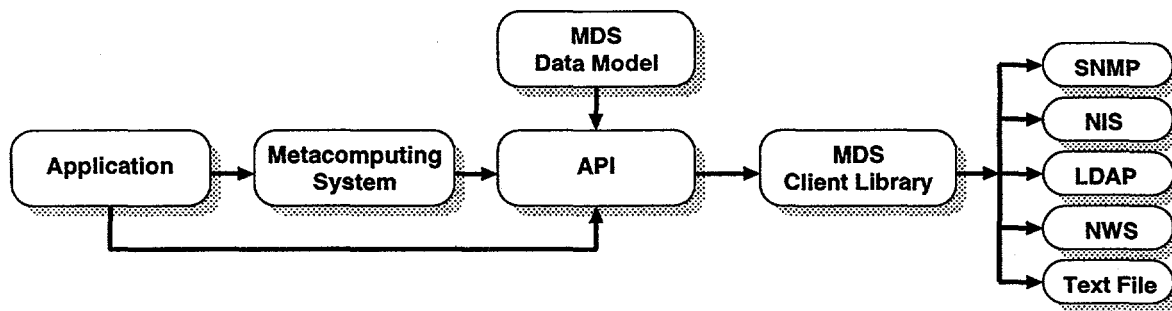 MDS
Data Model
Application
Metacomputing
System
API
MDS
Client Library
SNMP
NIS
LDAP
NWS
Text File